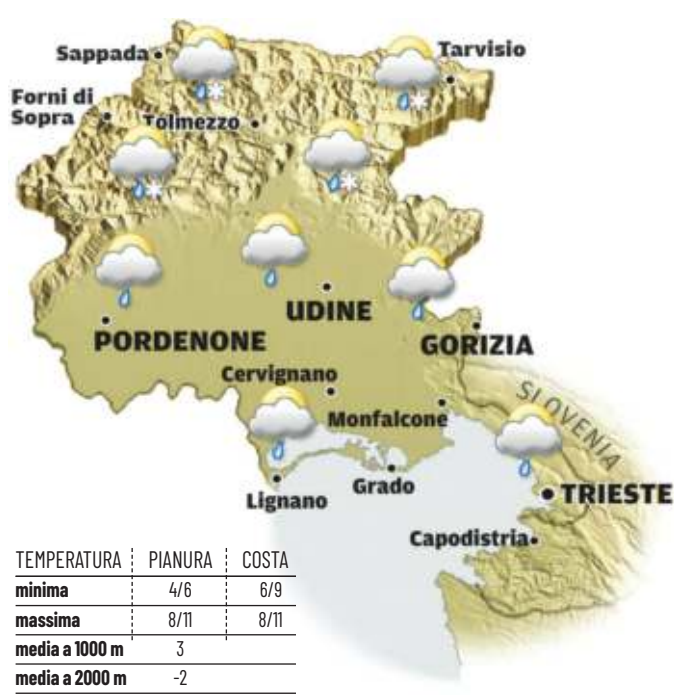 Sappada
Tarvisio
Forni di
Sopra
Tolmezzo
UDINE
PORDENONE
GORIZIA
Cervignano
SLOVENIA
Monfalcone
Grado
TRIESTE
Lignano
Capodistria
TEMPERATURA PIANURA COSTA
minima 4/6 6/9
massima 8/11 8/11
media a 1000 m 3
media a 2000 m -2